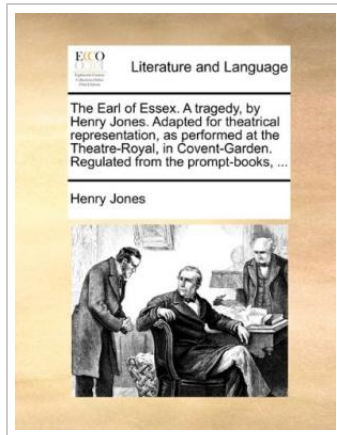 ECCO
Literature and Language
The Earl of Essex. A tragedy, by
Henry Jones. Adapted for theatrical
representation, as performed at the
Theatre-Royal, in Covent-Garden.
Regulated from the prompt-books, ...
Henry Jones